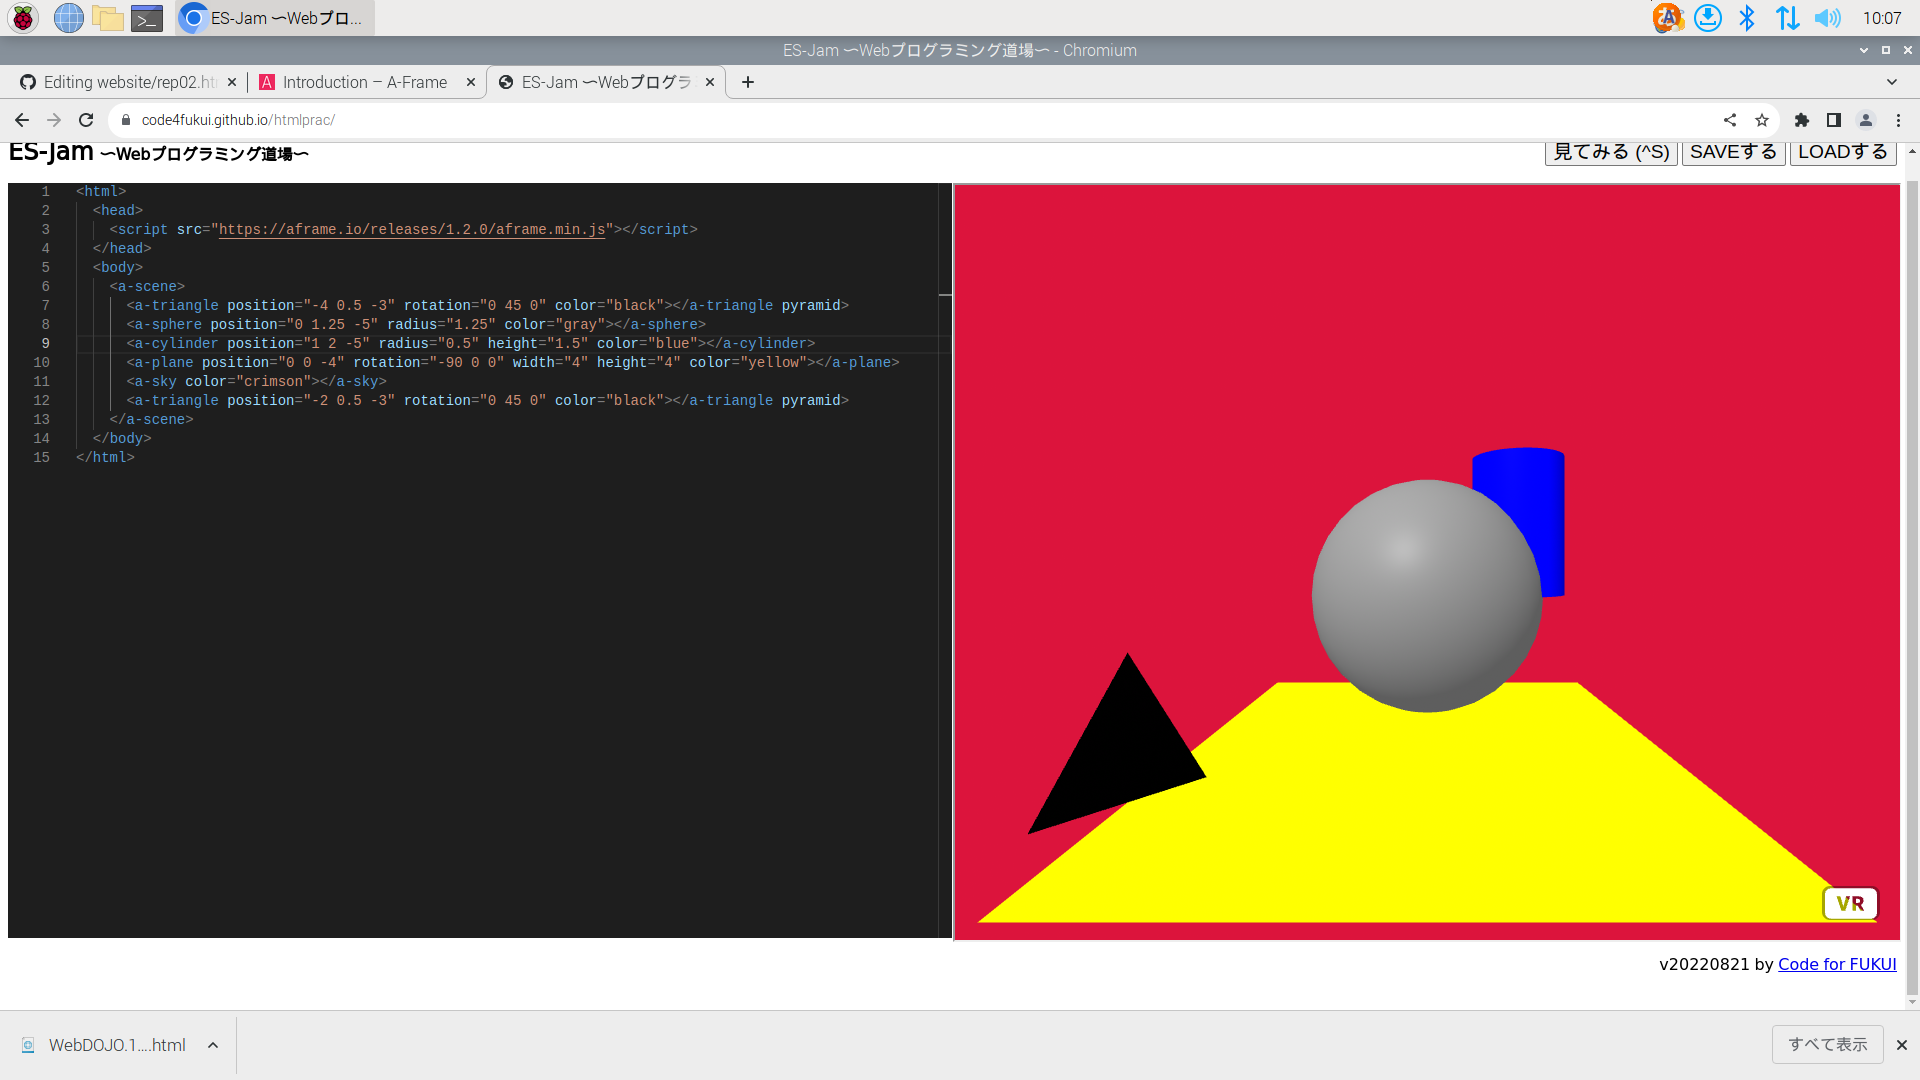 ES-Jam ～Webプロ...
10:07
ES-Jam ～Webプログラミング道場～ - Chromium
Editing website/rep02.ht
Introduction – A-Frame
ES-Jam ～Webプログラ
code4fukui.github.io/htmlprac/
ES-Jam ～Webプログラミング道場～
見てみる (^S)
SAVEする
LOADする
1 <html>
2 <head>
3 <script src="https://aframe.io/releases/1.2.0/aframe.min.js"></script>
4 </head>
5 <body>
6 <a-scene>
7 <a-triangle position="-4 0.5 -3" rotation="0 45 0" color="black"></a-triangle pyramid>
8 <a-sphere position="0 1.25 -5" radius="1.25" color="gray"></a-sphere>
9 <a-cylinder position="1 2 -5" radius="0.5" height="1.5" color="blue"></a-cylinder>
10 <a-plane position="0 0 -4" rotation="-90 0 0" width="4" height="4" color="yellow"></a-plane>
11 <a-sky color="crimson"></a-sky>
12 <a-triangle position="-2 0.5 -3" rotation="0 45 0" color="black"></a-triangle pyramid>
13 </a-scene>
14 </body>
15 </html>
VR
v20220821 by Code for FUKUI
WebDOJO.1....html
すべて表示